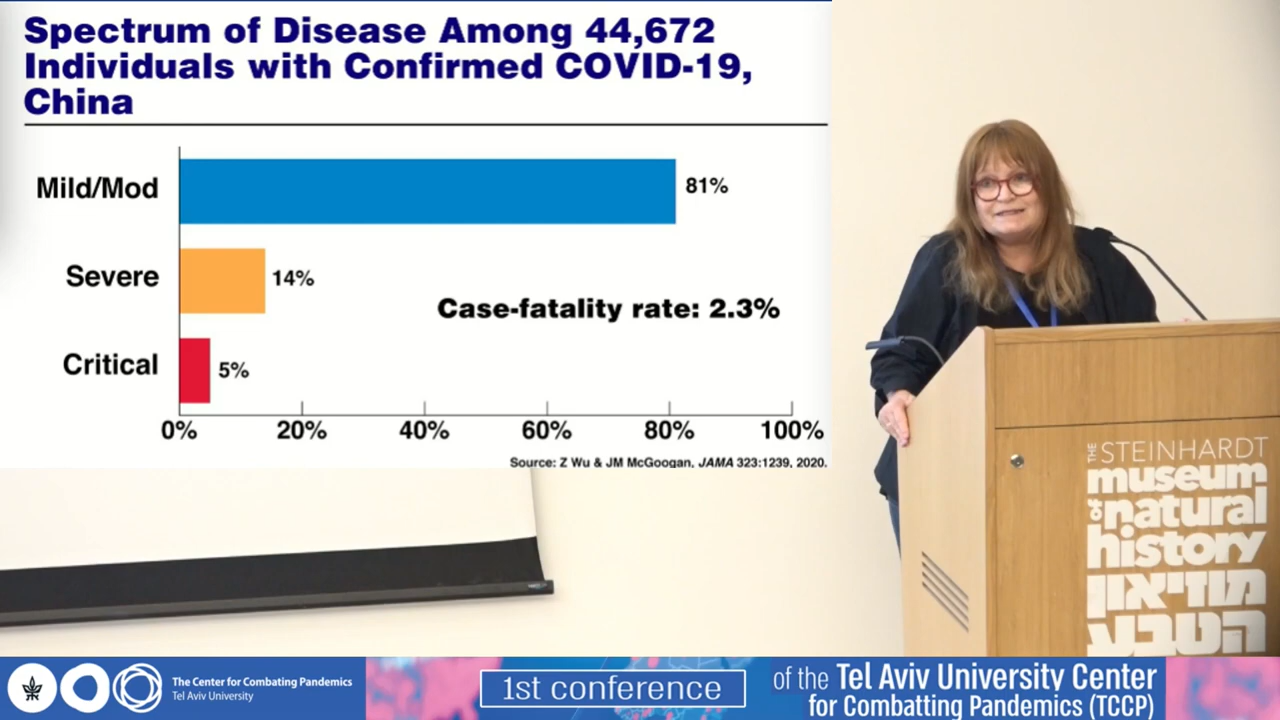 Spectrum of Disease Among 44,672
Individuals with Confirmed COVID-19,
China
Mild/Mod
81%
Severe
14%
Case-fatality rate: 2.3%
Critical
5%
0% 20% 40% 60% 80% 100%
Source: Z Wu & JM McGoogan, JAMA 323:1239, 2020.
THE STEINHARDT
museum
of natural
history
מוזיאון
הטבע
The Center for Combating Pandemics
Tel Aviv University
1st conference
of the Tel Aviv University Center
for Combatting Pandemics (TCCP)